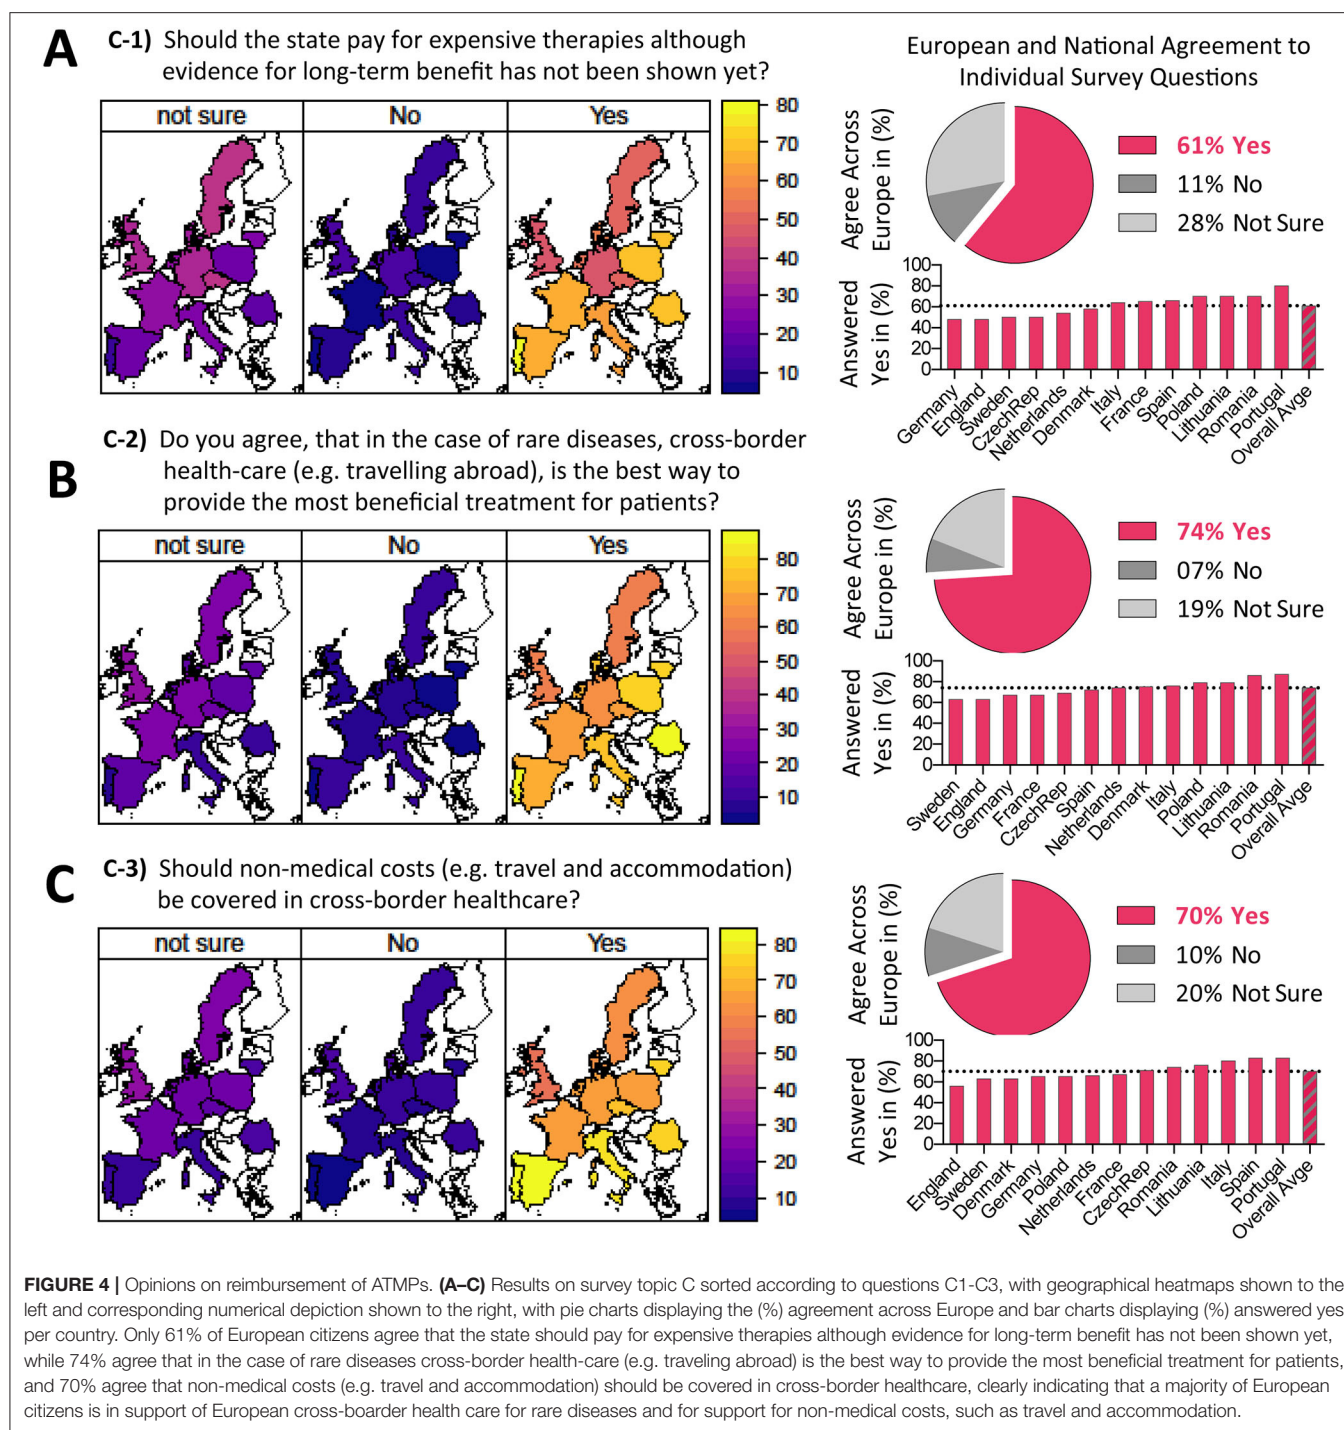 A
C-1) Should the state pay for expensive therapies although
evidence for long-term benefit has not been shown yet?
not sure
No
Yes
80
70
60
50
40
30
20
10
European and National Agreement to
Individual Survey Questions
Agree Across
Europe in (%)
61% Yes
11% No
28% Not Sure
Answered
Yes in (%)
100
80
60
40
20
0
Germany
England
Sweden
CzechRep
Netherlands
Denmark
Italy
France
Spain
Poland
Lithuania
Romania
Portugal
Overall Avge
B
C-2) Do you agree, that in the case of rare diseases, cross-border
health-care (e.g. travelling abroad), is the best way to
provide the most beneficial treatment for patients?
not sure
No
Yes
80
70
60
50
40
30
20
10
Agree Across
Europe in (%)
74% Yes
07% No
19% Not Sure
Answered
Yes in (%)
100
80
60
40
20
0
Sweden
England
Germany
France
CzechRep
Spain
Netherlands
Denmark
Italy
Poland
Lithuania
Romania
Portugal
Overall Avge
C
C-3) Should non-medical costs (e.g. travel and accommodation)
be covered in cross-border healthcare?
not sure
No
Yes
80
70
60
50
40
30
20
10
Agree Across
Europe in (%)
70% Yes
10% No
20% Not Sure
Answered
Yes in (%)
100
80
60
40
20
0
England
Sweden
Denmark
Germany
Poland
Netherlands
France
CzechRep
Romania
Lithuania
Italy
Spain
Portugal
Overall Avge
FIGURE 4 | Opinions on reimbursement of ATMPs. (A–C) Results on survey topic C sorted according to questions C1-C3, with geographical heatmaps shown to the
left and corresponding numerical depiction shown to the right, with pie charts displaying the (%) agreement across Europe and bar charts displaying (%) answered yes
per country. Only 61% of European citizens agree that the state should pay for expensive therapies although evidence for long-term benefit has not been shown yet,
while 74% agree that in the case of rare diseases cross-border health-care (e.g. traveling abroad) is the best way to provide the most beneficial treatment for patients,
and 70% agree that non-medical costs (e.g. travel and accommodation) should be covered in cross-border healthcare, clearly indicating that a majority of European
citizens is in support of European cross-boarder health care for rare diseases and for support for non-medical costs, such as travel and accommodation.